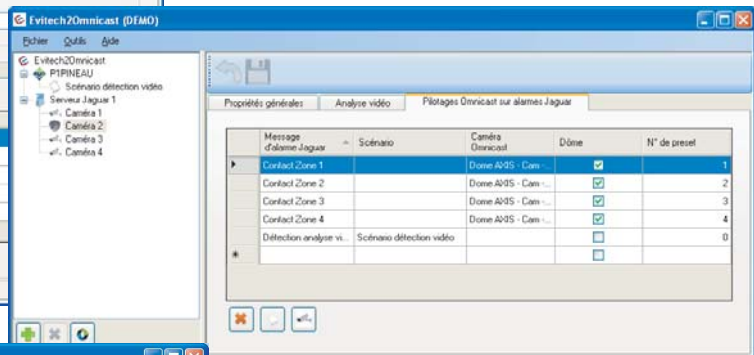 Evitech2Omnicast (DEMO)
Fichier Outils Aide
Evitech2Omnicast
P1PINEAU
Scénario détection vidéo
Serveur Jaguar 1
Caméra 1
Caméra 2
Caméra 3
Caméra 4
Propriétés générales Analyse vidéo Pilotages Omnicast sur alarmes Jaguar
Message d'alarme Jaguar Scénario Caméra Omnicast Dôme N° de preset
Contact Zone 1 Dome AXIS - Cam -... 1
Contact Zone 2 Dome AXIS - Cam -... 2
Contact Zone 3 Dome AXIS - Cam -... 3
Contact Zone 4 Dome AXIS - Cam -... 4
Détection analyse vi... Scénario détection vidéo 0